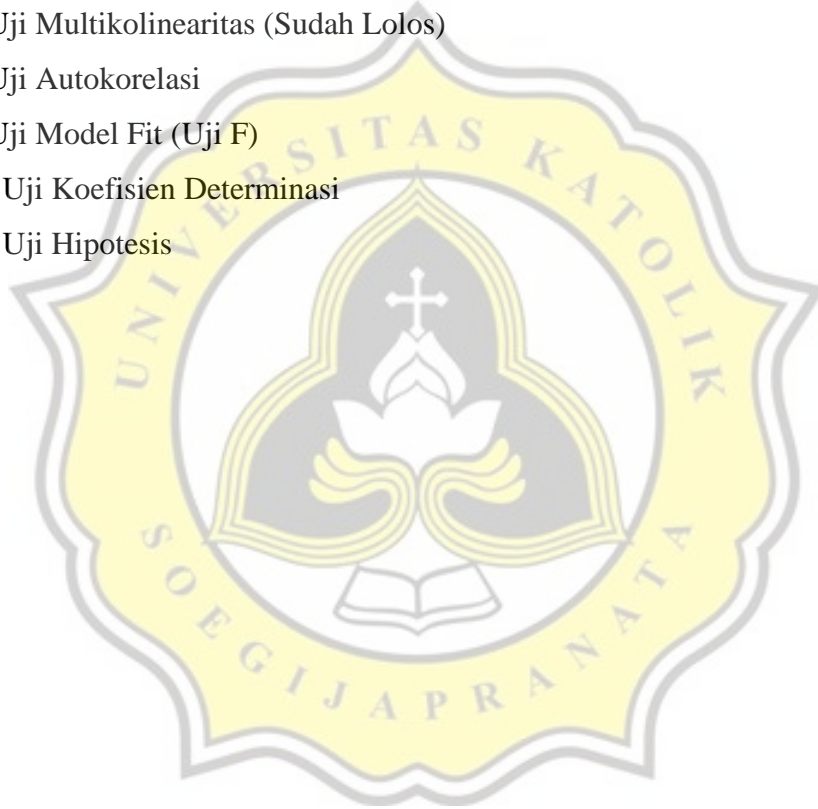 Uji Multikolinearitas (Sudah Lolos)
Uji Autokorelasi
Uji Model Fit (Uji F)
Uji Koefisien Determinasi
Uji Hipotesis
UNIVERSITAS KATOLIK
SOEGIJAPRANATA